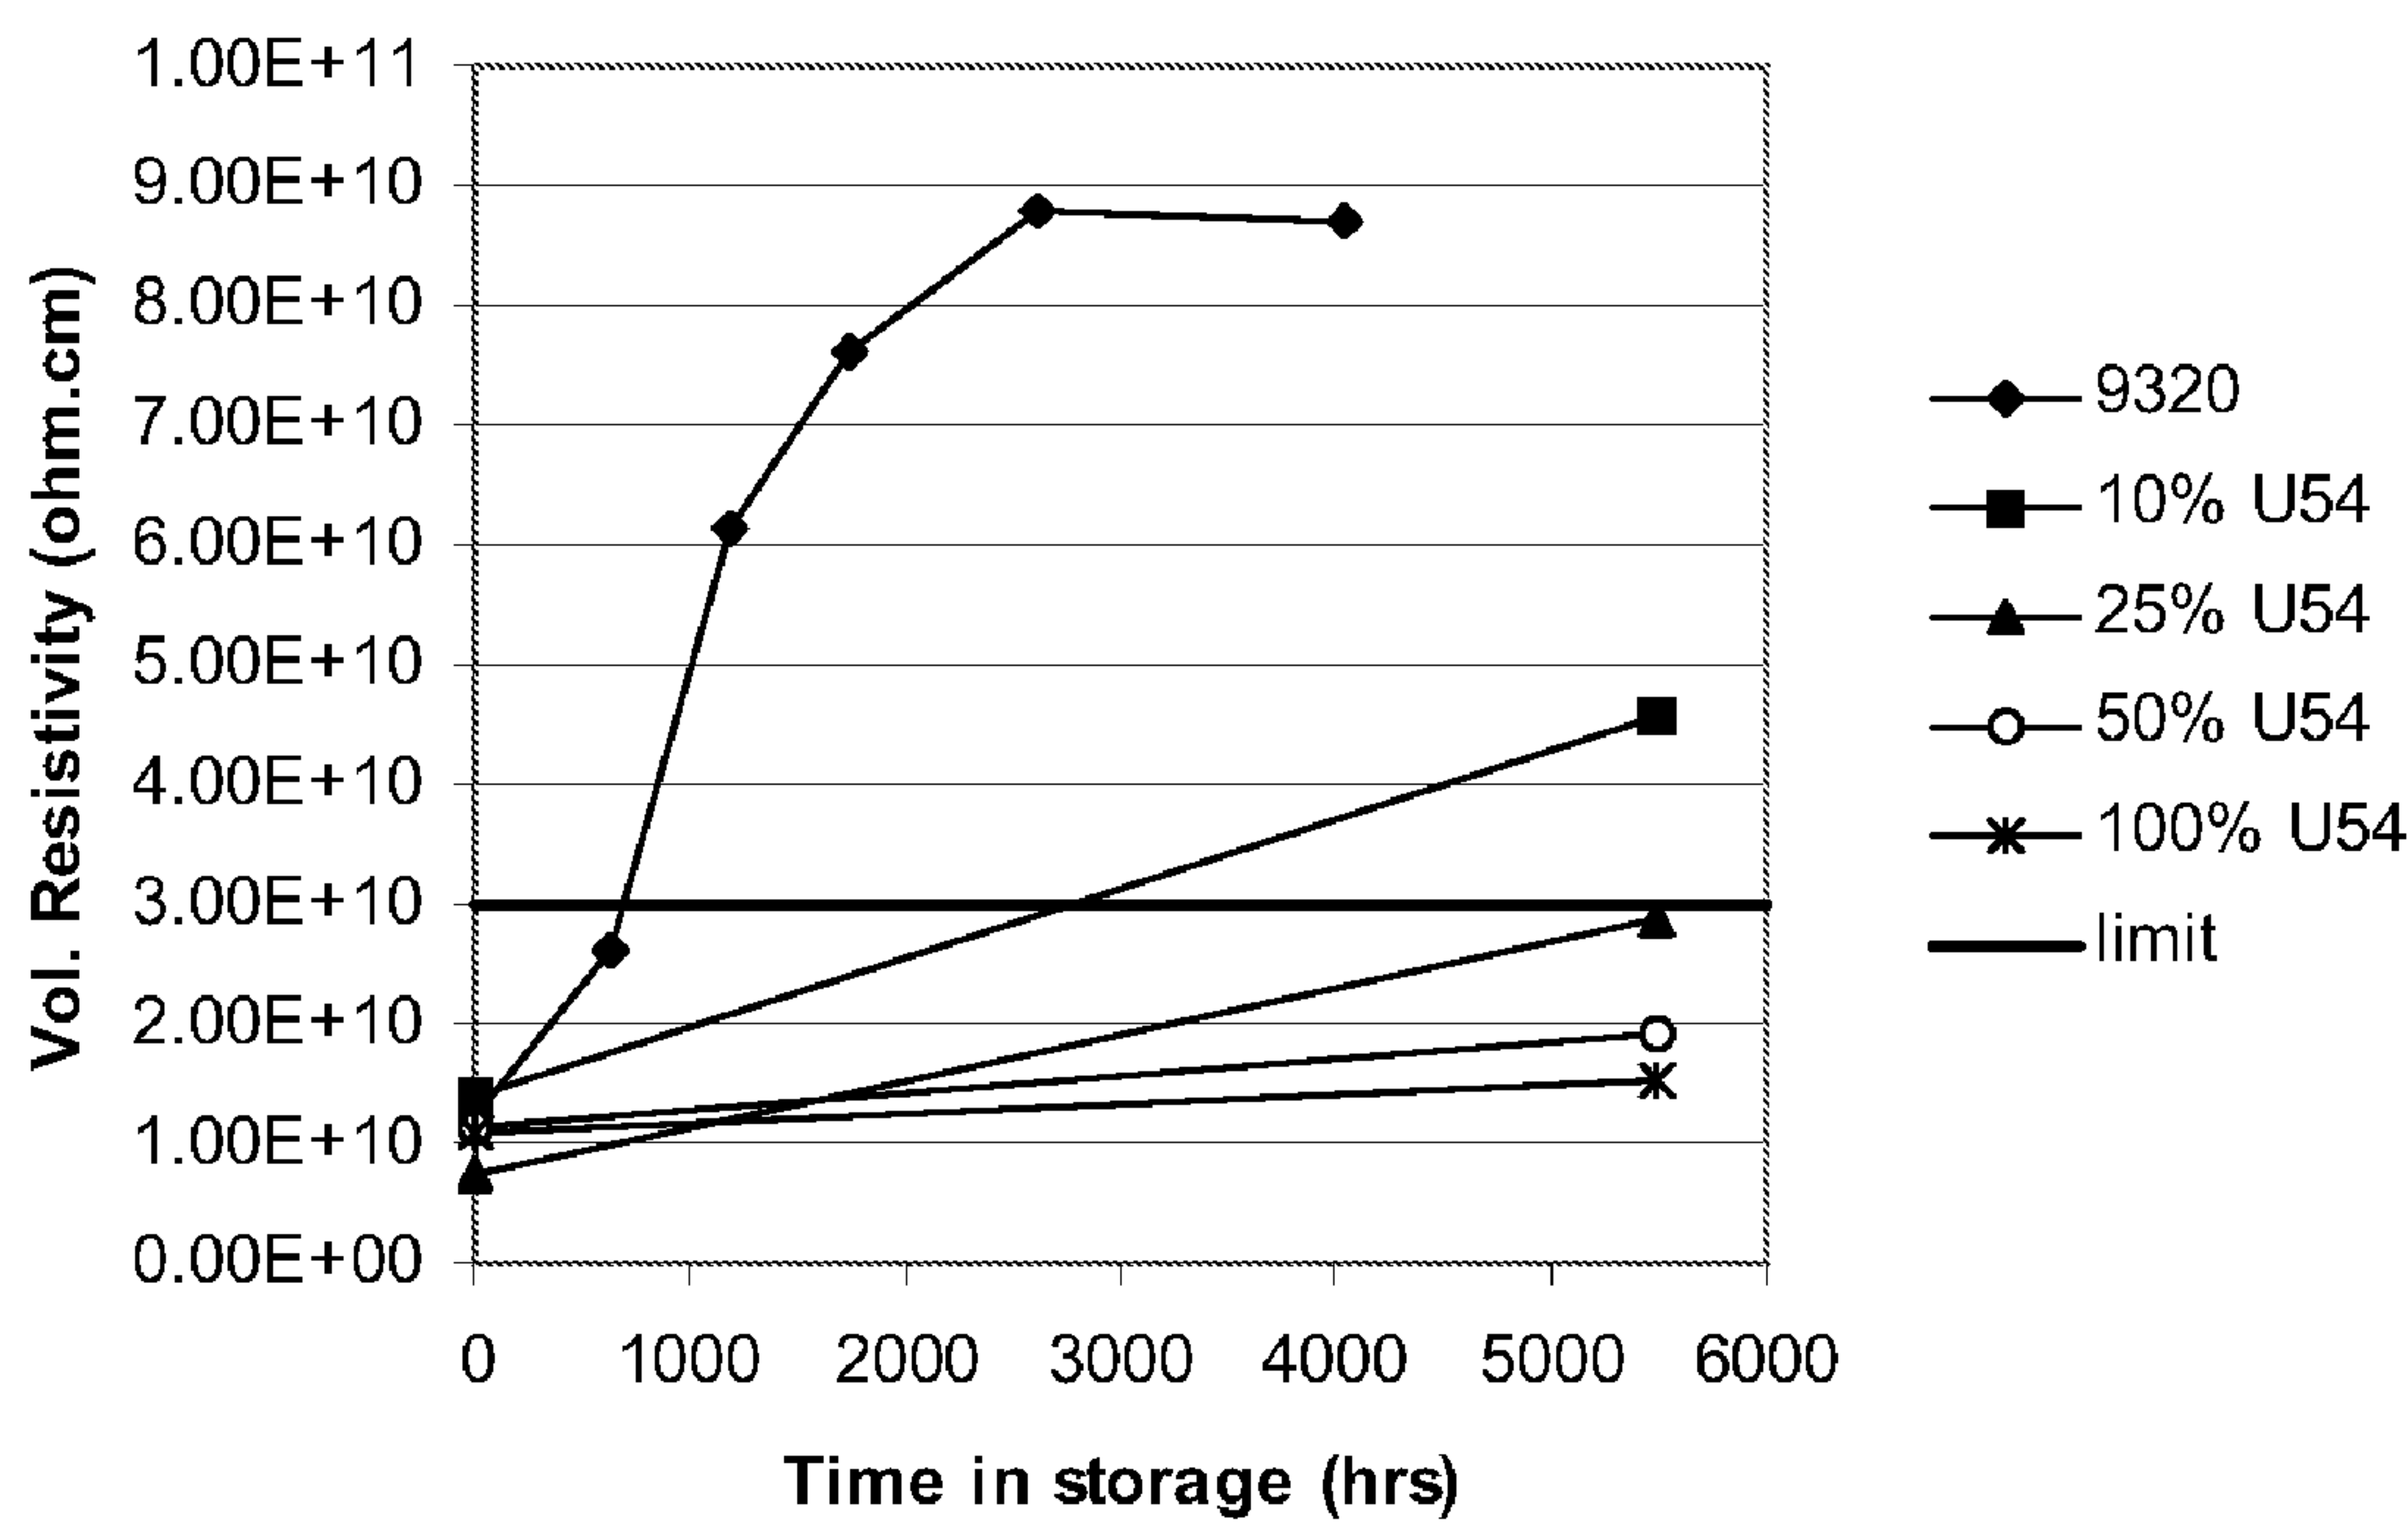 Vol. Resistivity (ohm.cm)
1.00E+11
9.00E+10
8.00E+10
7.00E+10
6.00E+10
5.00E+10
4.00E+10
3.00E+10
2.00E+10
1.00E+10
0.00E+00
0 1000 2000 3000 4000 5000 6000
Time in storage (hrs)
9320
10% U54
25% U54
50% U54
100% U54
limit